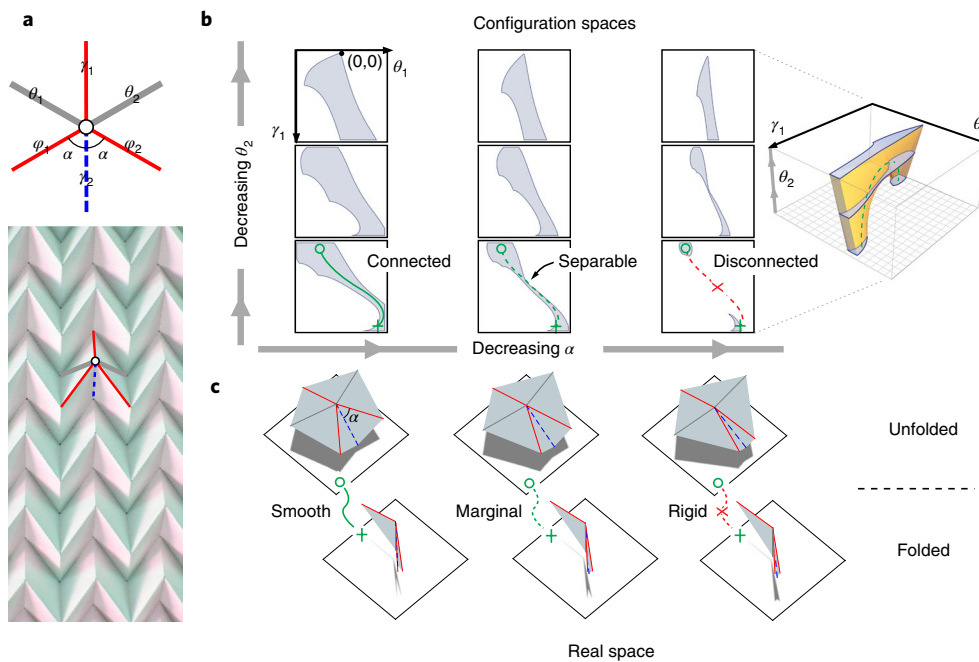 a
γ1
θ1
θ2
φ1
α
α
φ2
γ2
b
Configuration spaces
Decreasing θ2
(0,0)
θ1
γ1
γ1
θ
θ2
Connected
Separable
Disconnected
Decreasing α
c
α
Unfolded
Smooth
Marginal
Rigid
Folded
Real space